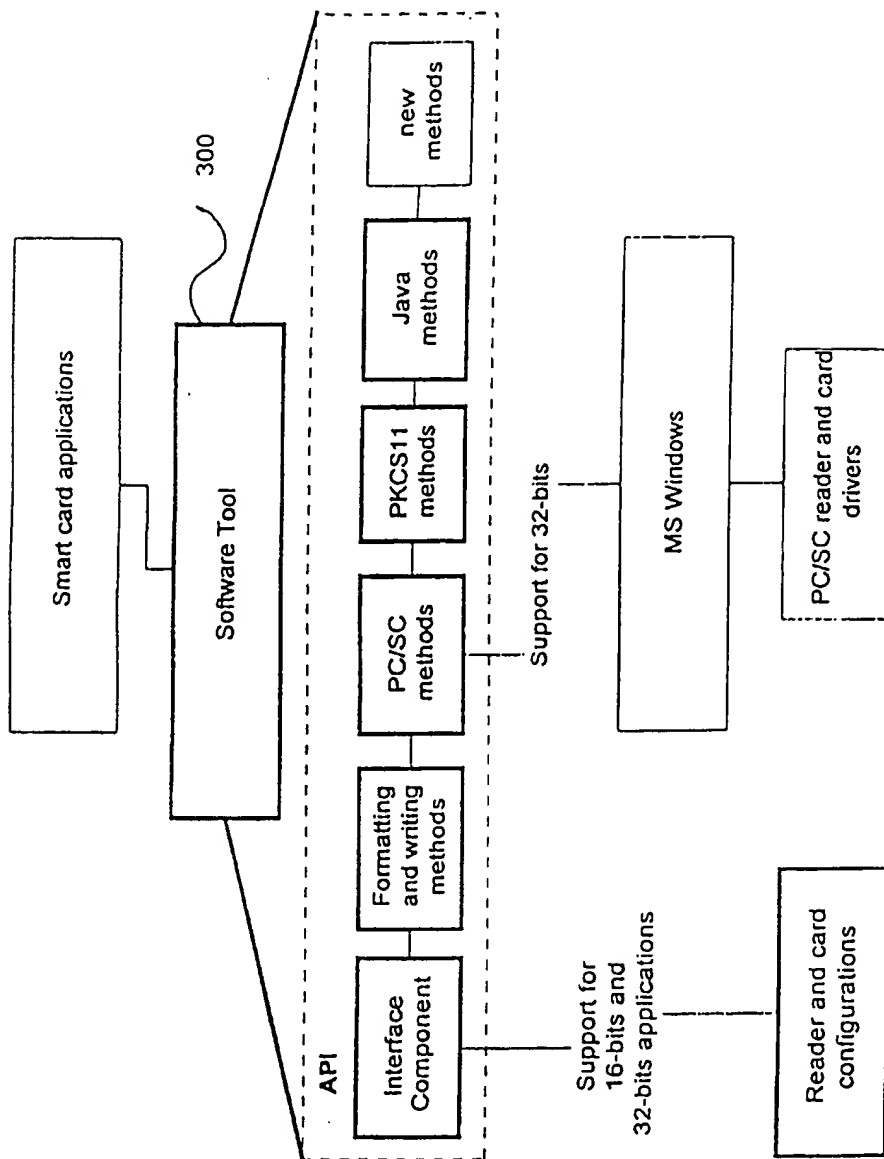 Smart card applications
300
Software Tool
API
Interface
Component
Formatting
and writing
methods
PC/SC
methods
PKCS11
methods
Java
methods
new
methods
Support for
16-bits and
32-bits applications
Support for 32-bits
Reader and card
configurations
MS Windows
PC/SC reader and card
drivers